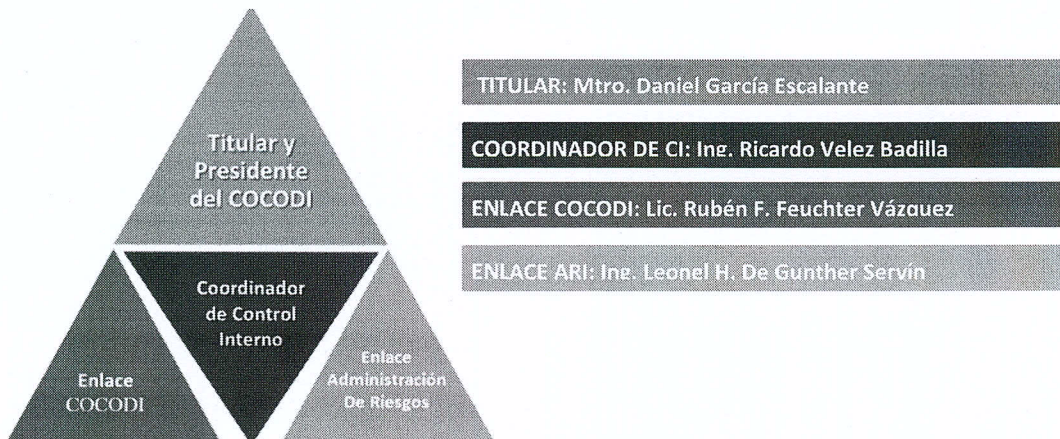 Titular y
Presidente
del COCODI
Coordinador
de Control
Interno
Enlace
COCODI
Enlace
Administración
De Riesgos
TITULAR: Mtro. Daniel García Escalante
COORDINADOR DE CI: Ing. Ricardo Velez Badilla
ENLACE COCODI: Lic. Rubén F. Feuchter Vázquez
ENLACE ARI: Ing. Leonel H. De Gunther Servín